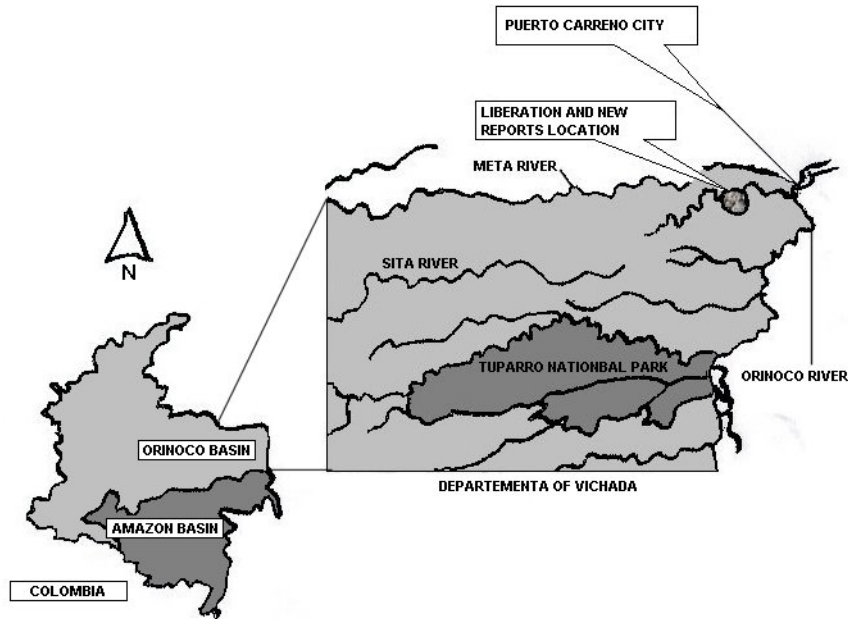 PUERTO CARRENO CITY
LIBERATION AND NEW
REPORTS LOCATION
META RIVER
N
SITA RIVER
TUPARRO NATIONBAL PARK
ORINOCO RIVER
ORINOCO BASIN
DEPARTEMENTA OF VICHADA
AMAZON BASIN
COLOMBIA